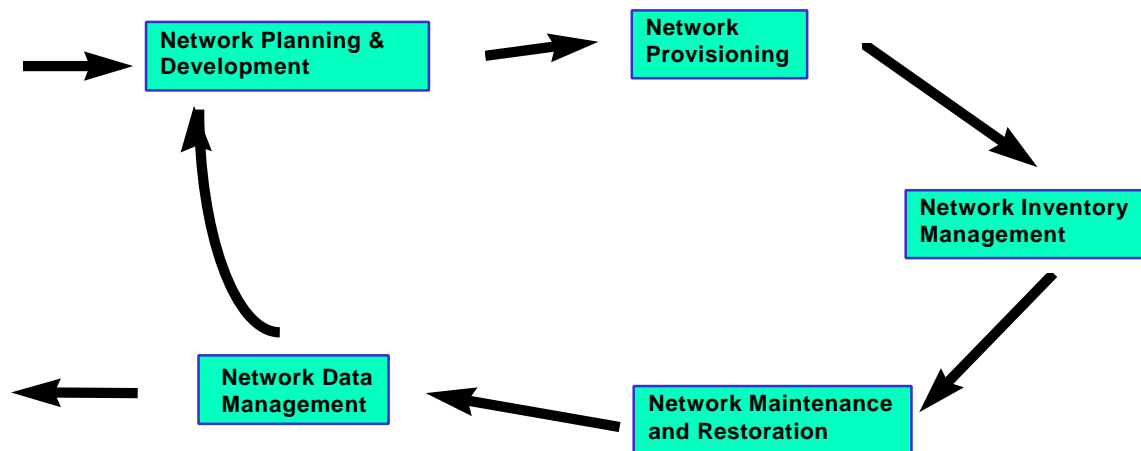 Network Planning &
Development
Network
Provisioning
Network Inventory
Management
Network Data
Management
Network Maintenance
and Restoration